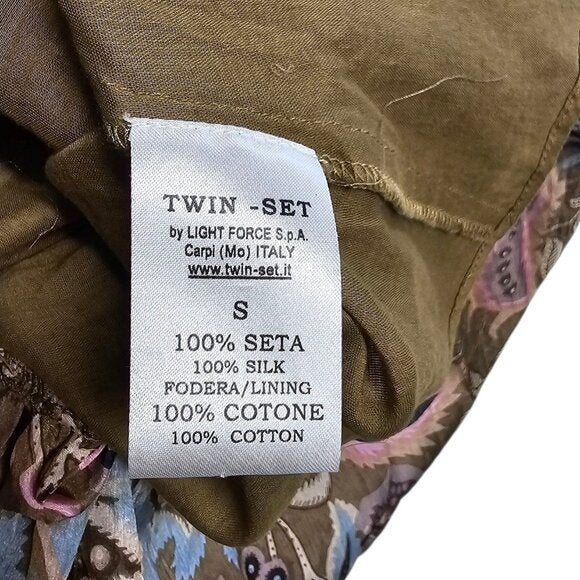 TWIN -SET
by LIGHT FORCE S.p.A.
Carpi (Mo) ITALY
www.twin-set.it
S
100% SETA
100% SILK
FODERA/LINING
100% COTONE
100% COTTON